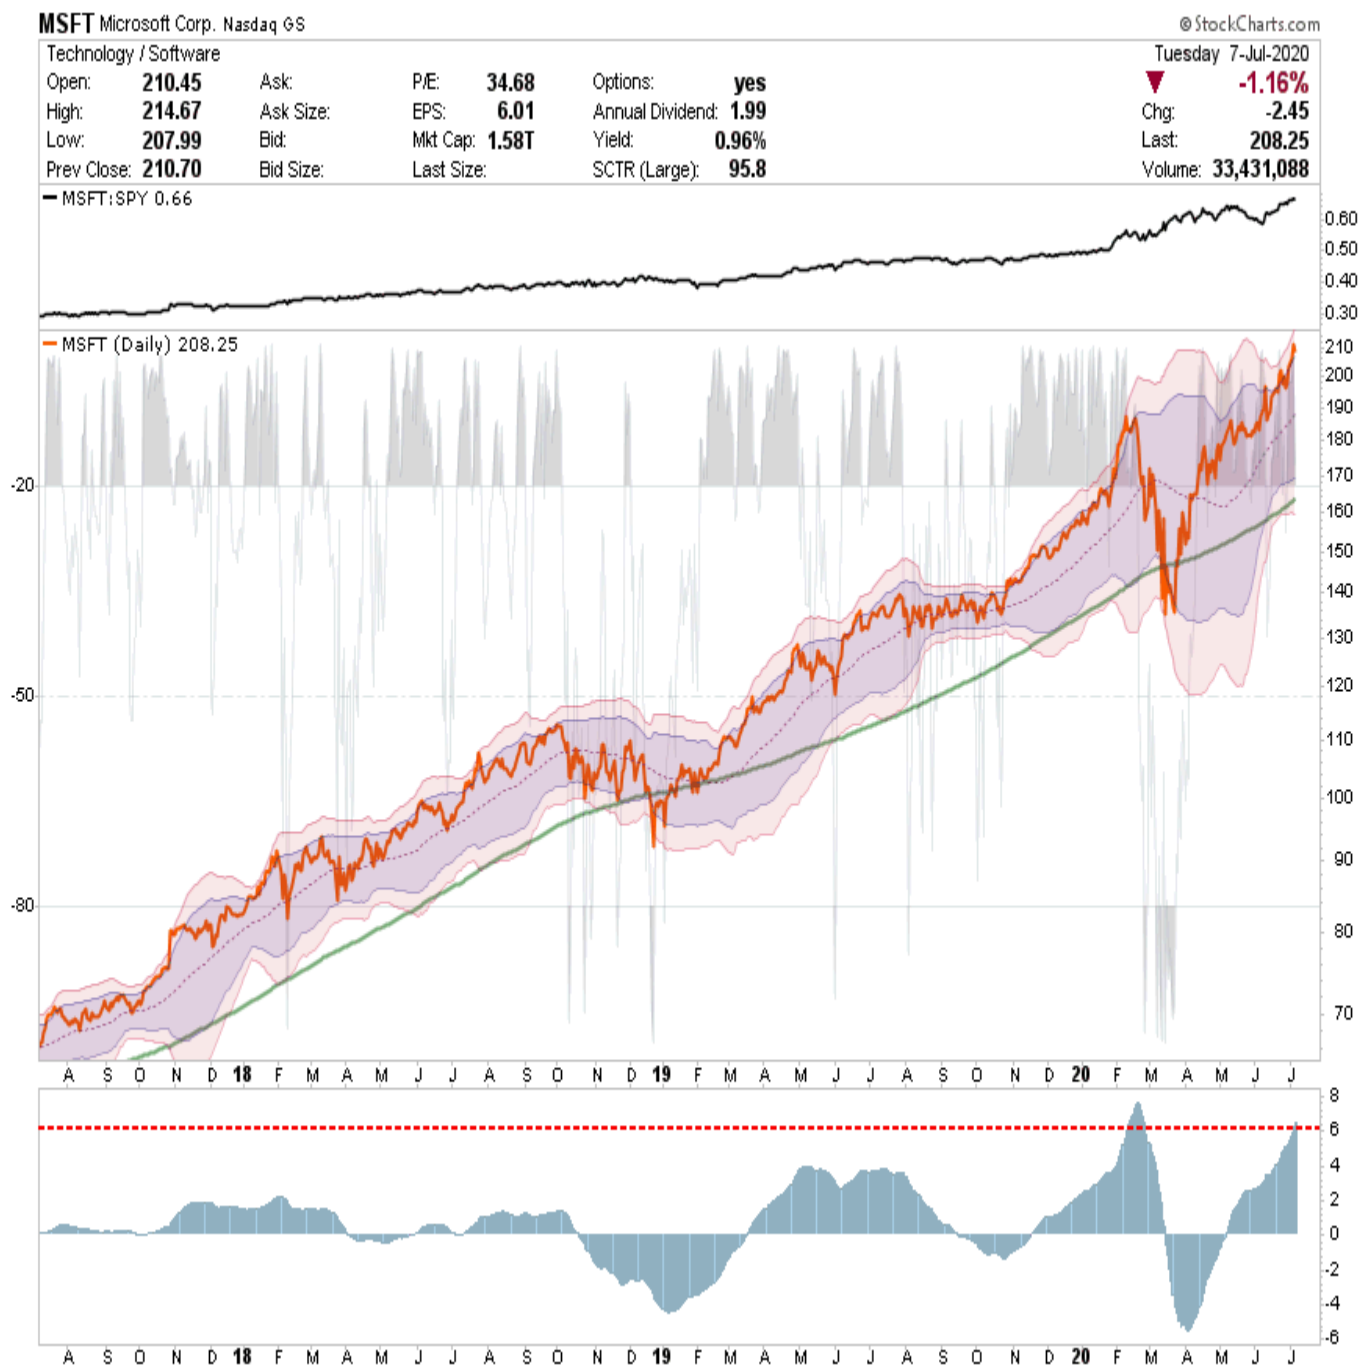 MSFT Microsoft Corp. Nasdaq GS © StockCharts.com
Technology / Software Tuesday 7-Jul-2020
Open: 210.45 Ask: P/E: 34.68 Options: yes ▼ -1.16%
High: 214.67 Ask Size: EPS: 6.01 Annual Dividend: 1.99 Chg: -2.45
Low: 207.99 Bid: Mkt Cap: 1.58T Yield: 0.96% Last: 208.25
Prev Close: 210.70 Bid Size: Last Size: SCTR (Large): 95.8 Volume: 33,431,088
MSFT:SPY 0.66
0.60
0.50
0.40
0.30
MSFT (Daily) 208.25
210
200
190
180
-20 170
160
150
140
130
-50 120
110
100
90
-80 80
70
A S O N D 18 F M A M J J A S O N D 19 F M A M J J A S O N D 20 F M A M J J
8
6
4
2
0
-2
-4
-6
A S O N D 18 F M A M J J A S O N D 19 F M A M J J A S O N D 20 F M A M J J